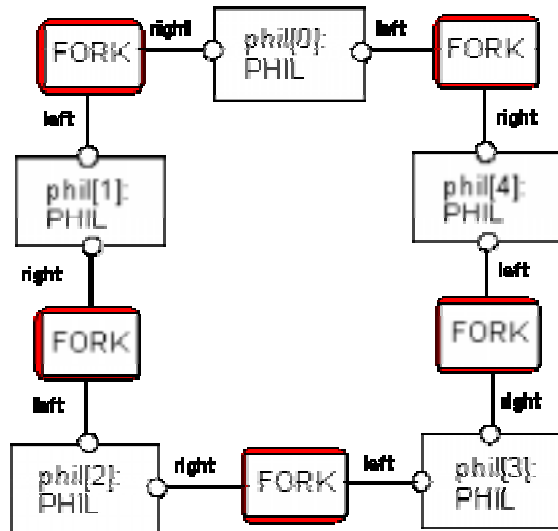 FORK
right
phil[0]:
PHIL
left
FORK
left
right
phil[1]:
PHIL
phil[4]:
PHIL
right
left
FORK
FORK
left
right
phil[2]:
PHIL
right
FORK
left
phil[3]:
PHIL